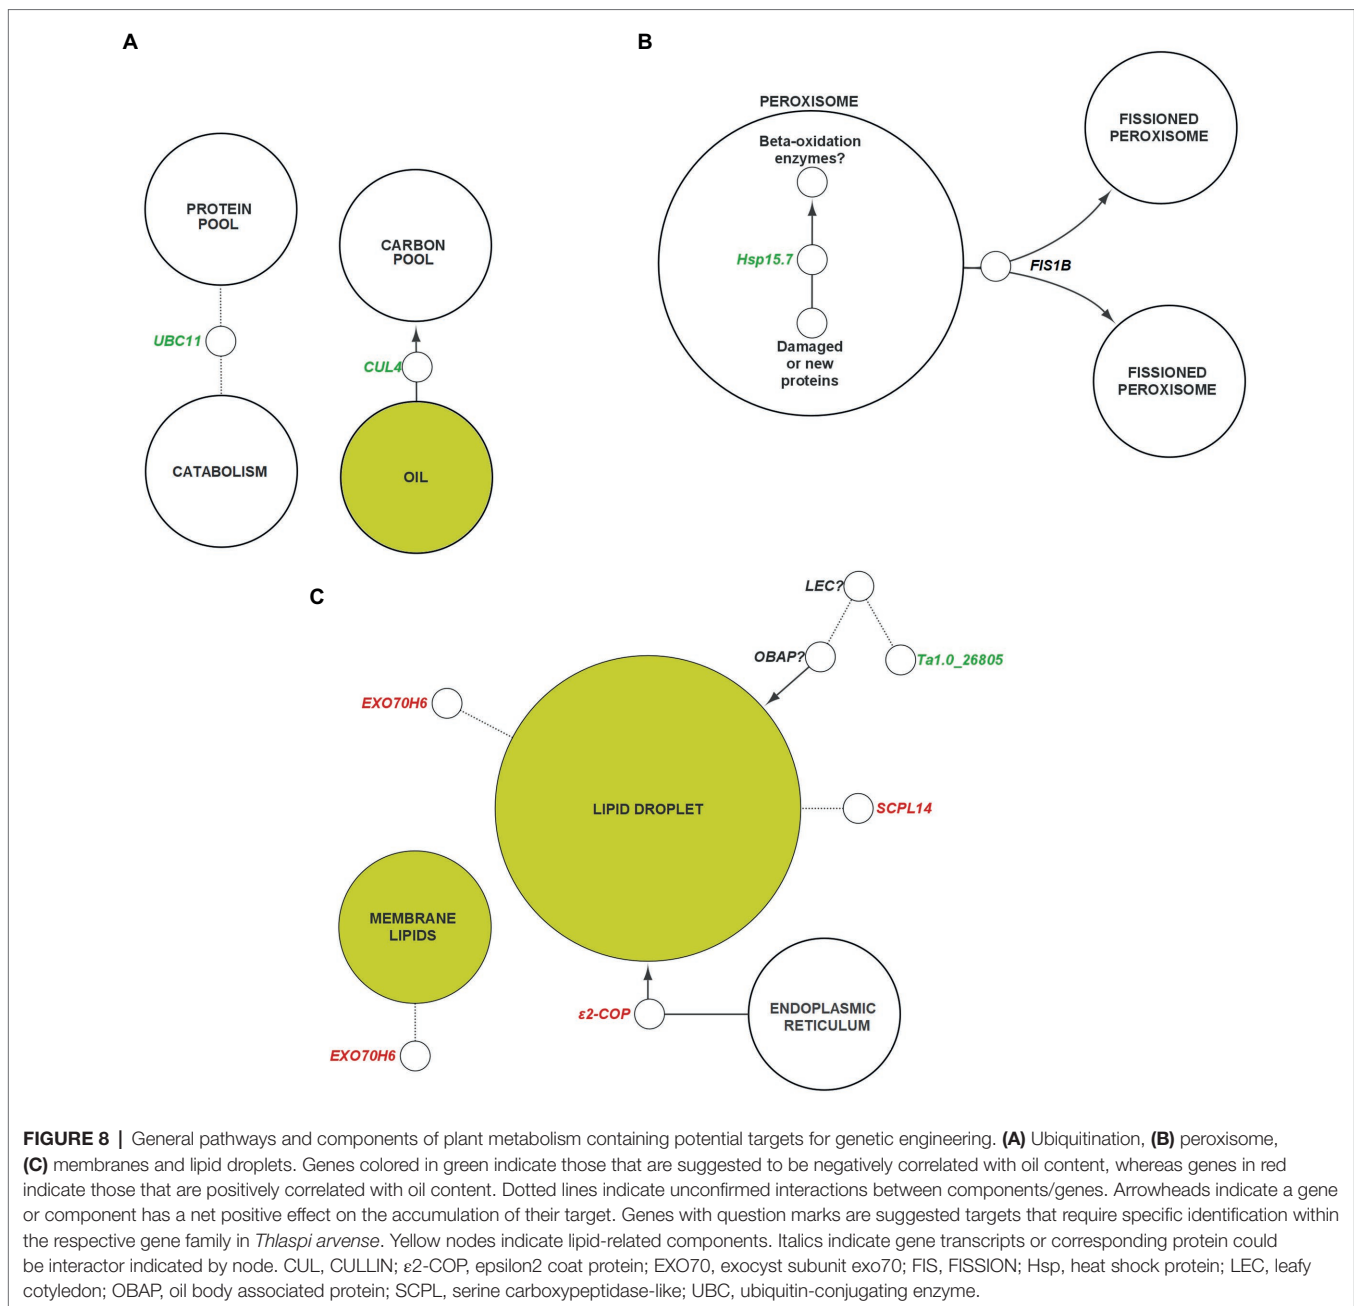 A
PROTEIN
POOL
CARBON
POOL
UBC11
CUL4
CATABOLISM
OIL
B
PEROXISOME
Beta-oxidation
enzymes?
Hsp15.7
Damaged
or new
proteins
FIS1B
FISSIONED
PEROXISOME
FISSIONED
PEROXISOME
C
LEC?
OBAP?
Ta1.0_26805
EXO70H6
LIPID DROPLET
SCPL14
MEMBRANE
LIPIDS
ε2-COP
ENDOPLASMIC
RETICULUM
EXO70H6
FIGURE 8 | General pathways and components of plant metabolism containing potential targets for genetic engineering. (A) Ubiquitination, (B) peroxisome,
(C) membranes and lipid droplets. Genes colored in green indicate those that are suggested to be negatively correlated with oil content, whereas genes in red
indicate those that are positively correlated with oil content. Dotted lines indicate unconfirmed interactions between components/genes. Arrowheads indicate a gene
or component has a net positive effect on the accumulation of their target. Genes with question marks are suggested targets that require specific identification within
the respective gene family in Thlaspi arvense. Yellow nodes indicate lipid-related components. Italics indicate gene transcripts or corresponding protein could
be interactor indicated by node. CUL, CULLIN; ε2-COP, epsilon2 coat protein; EXO70, exocyst subunit exo70; FIS, FISSION; Hsp, heat shock protein; LEC, leafy
cotyledon; OBAP, oil body associated protein; SCPL, serine carboxypeptidase-like; UBC, ubiquitin-conjugating enzyme.